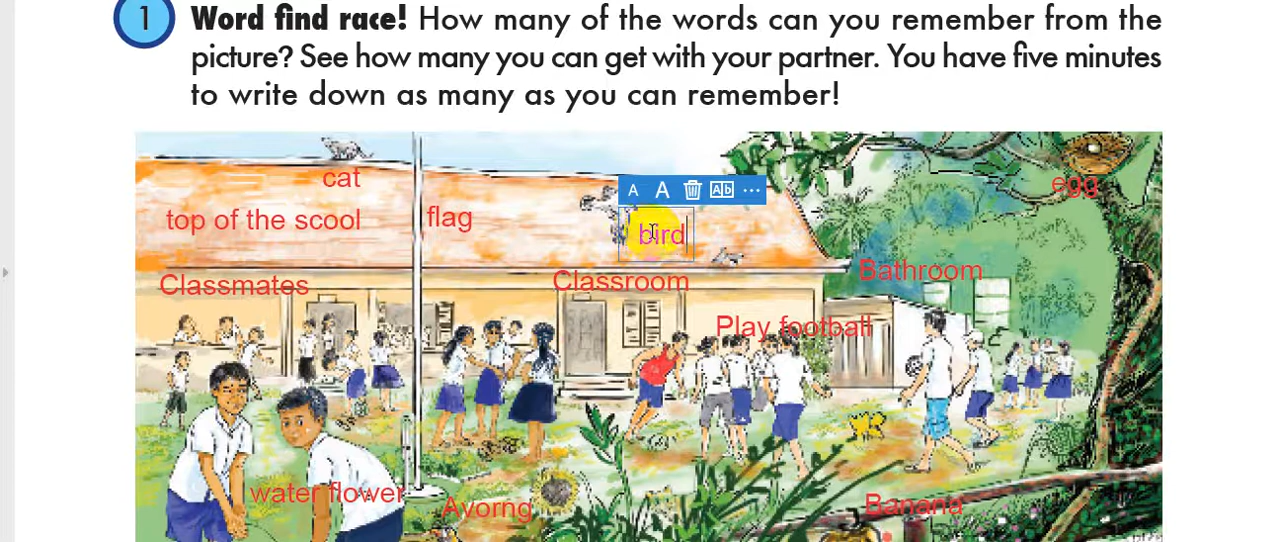 1
Word find race! How many of the words can you remember from the
picture? See how many you can get with your partner. You have five minutes
to write down as many as you can remember!
cat
egg
A A Ab ...
top of the scool
flag
bird
Classmates
Classroom
Bathroom
Play football
water flower
Avorng
Banana